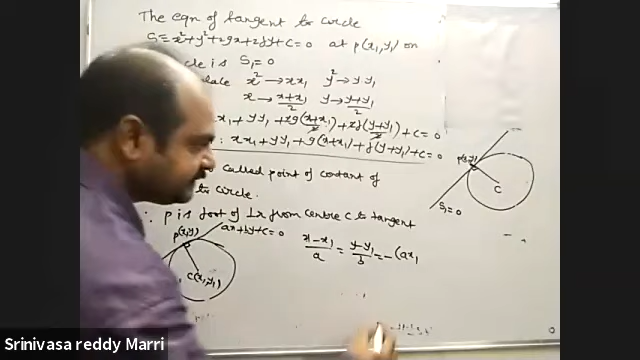 The eqn of tangent to circle
S ≡ x²+y²+2gx+2fy+c=0 at p(x₁,y₁) on
circle is S₁=0
x² → xx₁ y² → y y₁
x → (x+x₁)/2 y → (y+y₁)/2
xx₁ + yy₁ + 2g((x+x₁)/2) + 2f((y+y₁)/2) + c = 0
xx₁ + yy₁ + g(x+x₁) + f(y+y₁) + c = 0
called point of contant of
to circle.
∴ p is foot of ⊥r from centre C to tangent
p(x,y) ax+by+c=0
(x-x₁)/a = (y-y₁)/b = -(ax₁
C(x₁,y₁)
C
S₁=0
Srinivasa reddy Marri